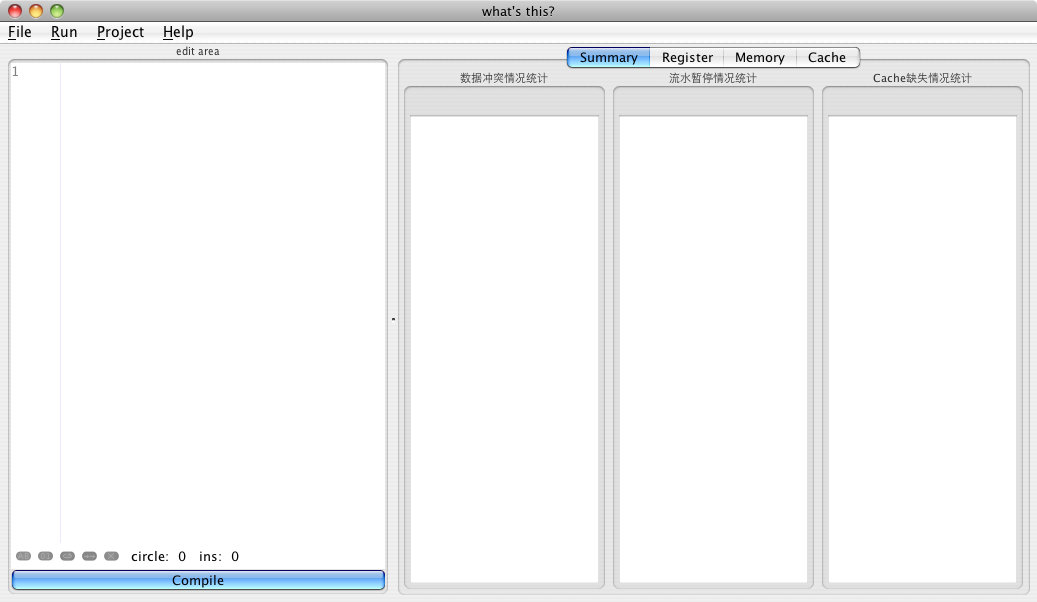 what's this?
File Run Project Help
edit area
1
circle: 0 ins: 0
Compile
Summary Register Memory Cache
数据冲突情况统计
流水暂停情况统计
Cache缺失情况统计